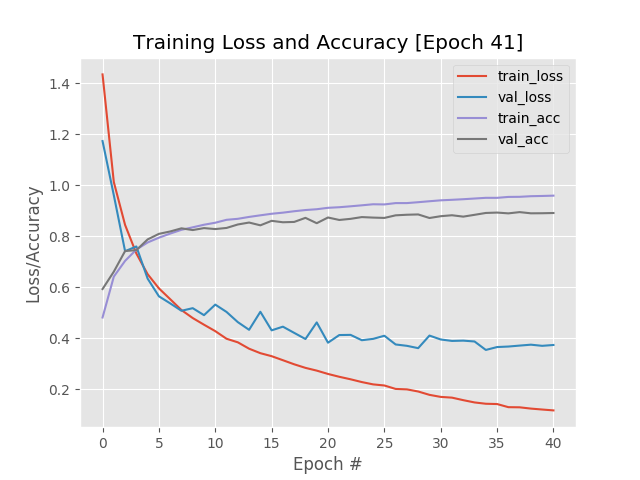 Training Loss and Accuracy [Epoch 41]
train_loss
val_loss
train_acc
val_acc
1.4
1.2
1.0
0.8
0.6
0.4
0.2
Loss/Accuracy
0 5 10 15 20 25 30 35 40
Epoch #